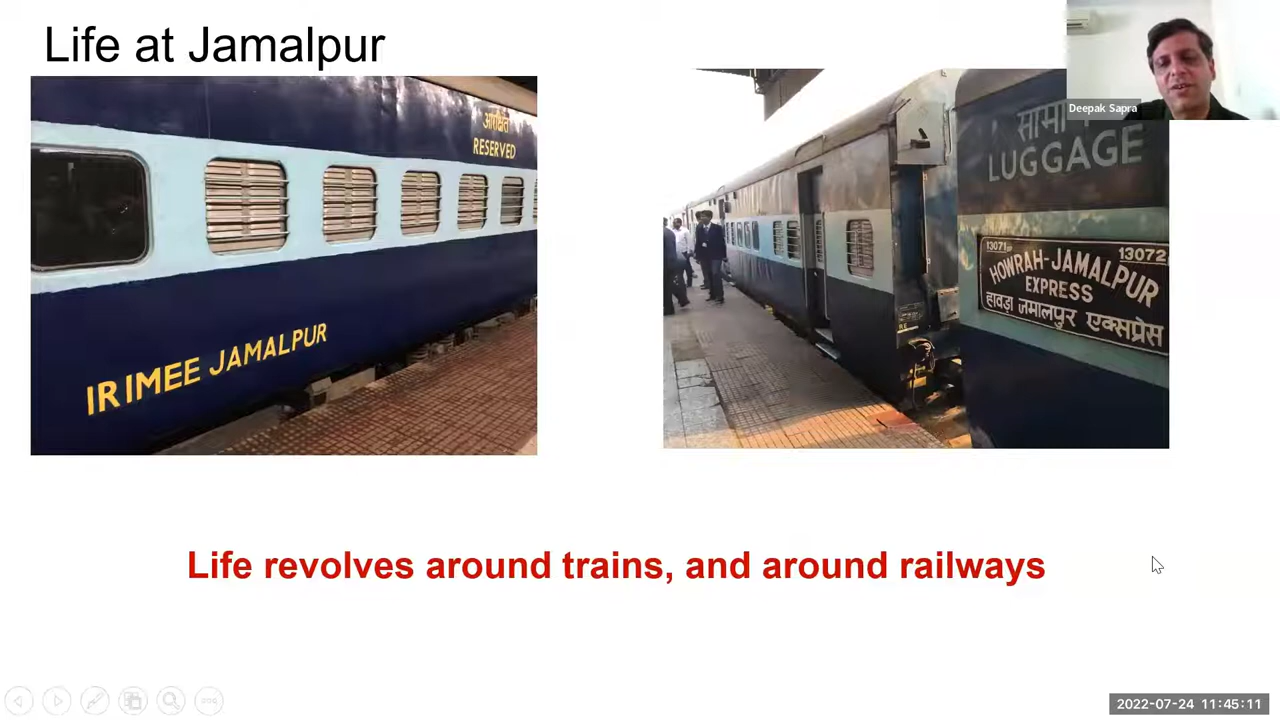 Life at Jamalpur
आरक्षित
RESERVED
IRIMEE JAMALPUR
LUGGAGE
13071
13072
HOWRAH-JAMALPUR
EXPRESS
हावड़ा जमालपुर एक्सप्रेस
Deepak Sapra
Life revolves around trains, and around railways
2022-07-24 11:45:11